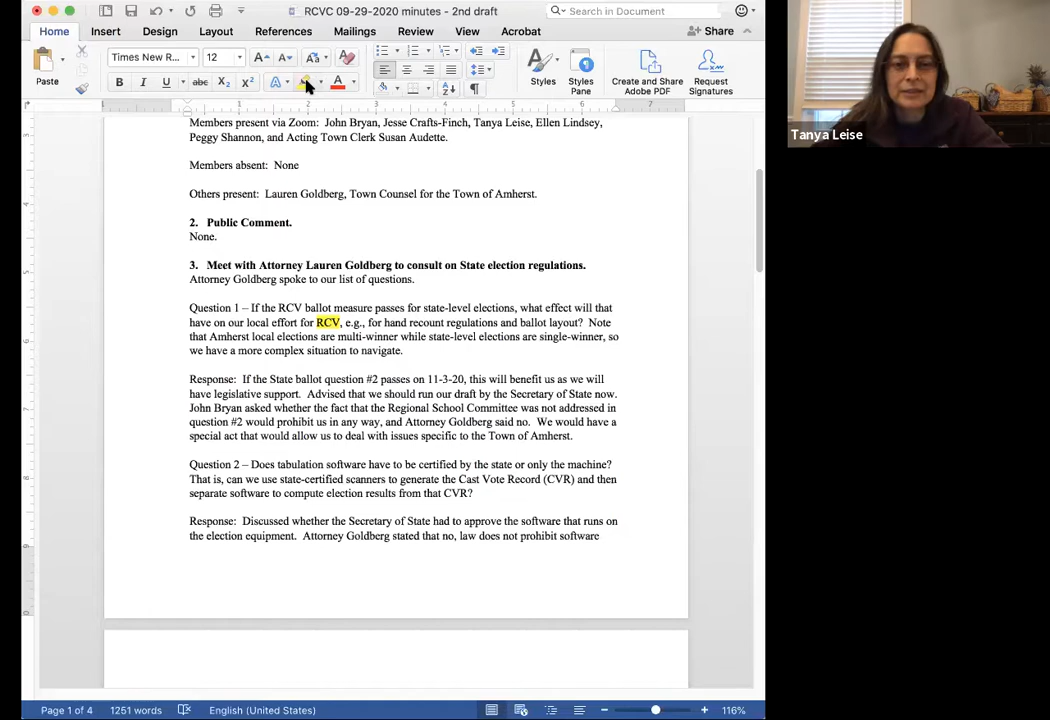 RCVC 09-29-2020 minutes - 2nd draft
Search in Document
Home Insert Design Layout References Mailings Review View Acrobat Share
Paste
Times New R... 12
B I U abc X2 X2 A A
Styles
Styles Pane
Create and Share Adobe PDF
Request Signatures
1 1 2 3 4 5 6 7
Members present via Zoom: John Bryan, Jesse Crafts-Finch, Tanya Leise, Ellen Lindsey,
Peggy Shannon, and Acting Town Clerk Susan Audette.
Members absent: None
Others present: Lauren Goldberg, Town Counsel for the Town of Amherst.
2. Public Comment.
None.
3. Meet with Attorney Lauren Goldberg to consult on State election regulations.
Attorney Goldberg spoke to our list of questions.
Question 1 – If the RCV ballot measure passes for state-level elections, what effect will that
have on our local effort for RCV, e.g., for hand recount regulations and ballot layout? Note
that Amherst local elections are multi-winner while state-level elections are single-winner, so
we have a more complex situation to navigate.
Response: If the State ballot question #2 passes on 11-3-20, this will benefit us as we will
have legislative support. Advised that we should run our draft by the Secretary of State now.
John Bryan asked whether the fact that the Regional School Committee was not addressed in
question #2 would prohibit us in any way, and Attorney Goldberg said no. We would have a
special act that would allow us to deal with issues specific to the Town of Amherst.
Question 2 – Does tabulation software have to be certified by the state or only the machine?
That is, can we use state-certified scanners to generate the Cast Vote Record (CVR) and then
separate software to compute election results from that CVR?
Response: Discussed whether the Secretary of State had to approve the software that runs on
the election equipment. Attorney Goldberg stated that no, law does not prohibit software
Page 1 of 4 1251 words English (United States) 116%
Tanya Leise